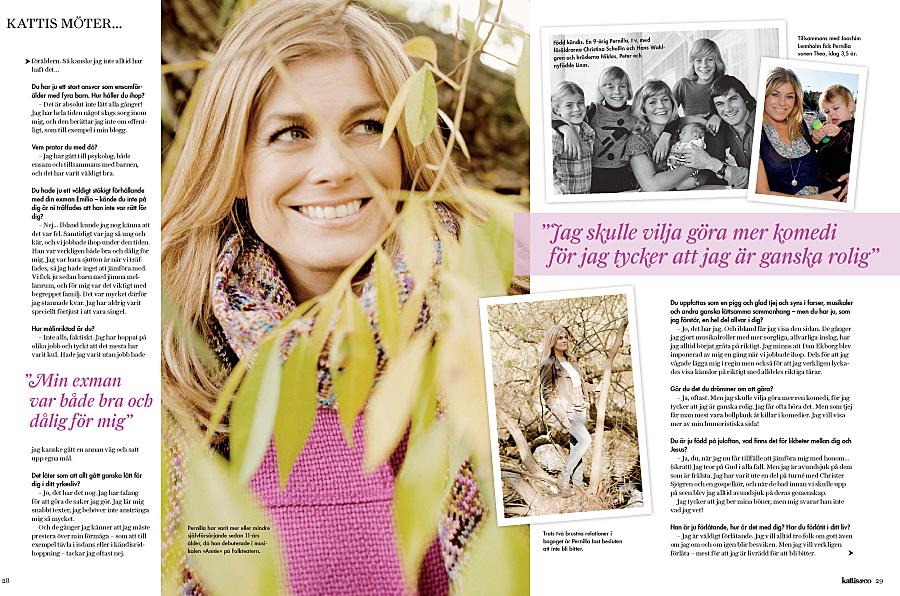 KATTIS MÖTER...
föräldern. Så kanske jag inte alltid har
haft det...
Du har ju ett stort ansvar som ensamför-
älder med fyra barn. Hur håller du ihop?
– Det är absolut inte lätt alla gånger!
Jag har hela tiden något slags sorg inom
mig, och den berättar jag inte om offent-
ligt, som till exempel i min blogg.
Vem pratar du med då?
– Jag har gått till psykolog, både
ensam och tillsammans med barnen,
och det har varit väldigt bra.
Du hade ju ett väldigt stökigt förhållande
med din exman Emilio – kände du inte på
dig är ni träffades att han inte var rätt för
dig?
– Nej... Ibland kunde jag nog känna att
det var fel. Samtidigt var jag så ung och
kär, och vi jobbade ihop under den tiden.
Han var verkligen både bra och dålig för
mig. Jag var bara sjutton år när vi träf-
fades, så jag hade inget att jämföra med.
Vi fick ju sedan barn med jämna mel-
lanrum, och för mig var det viktigt med
begreppet familj. Det var mycket därför
jag stannade kvar. Jag har aldrig varit
speciellt förtjust i att vara singel.
Hur målinriktad är du?
– Inte alls, faktiskt. Jag har hoppat på
olika jobb och tyckt att det mesta har
varit kul. Hade jag varit utan jobb hade
”Min exman
var både bra och
dålig för mig”
jag kanske gått en annan väg och satt
upp egna mål.
Det låter som att allt gått ganska lätt för
dig i ditt yrkesliv?
– Jo, det har det nog. Jag har talang
för att göra de saker jag gör. Jag lär mig
snabbt texter, jag behöver inte anstränga
mig så mycket.
Och de gånger jag känner att jag måste
prestera över min förmåga – som att till
exempel tävla i isdans eller i kändisrid-
hoppning – tackar jag oftast nej.
28
Pernilla har varit mer eller mindre
självförsörjande sedan 11-års
ålder, då hon debuterade i musi-
kalen »Annie« på Folkteatern.
Född kändis. En 9-årig Pernilla, t v, med
föräldrarna Christina Schollin och Hans Wahl-
gren och bröderna Niklas, Peter och
nyfödde Linus.
Tillsammans med Joachim
Lennholm fick Pernilla
sonen Theo, idag 3,5 år.
”Jag skulle vilja göra mer komedi
för jag tycker att jag är ganska rolig”
Trots två brustna relationer i
bagaget är Pernilla fast besluten
att inte bli bitter.
Du uppfattas som en pigg och glad tjej och syns i farser, musikaler
och andra ganska lättsamma sammanhang – men du har ju, som
jag förstår, en hel del allvar i dig?
– Jo, det har jag. Och ibland får jag visa den sidan. De gånger
jag gjort musikalroller med mer sorgliga, allvarliga inslag, har
jag alltid börjat gråta på riktigt. Jag minns att Dan Ekborg blev
imponerad av mig en gång när vi jobbade ihop. Dels för att jag
vågade lägga mig i regin men också för att jag verkligen lycka-
des visa känslor på riktigt med alldeles riktiga tårar.
Gör du det du drömmer om att göra?
– Ja, oftast. Men jag skulle vilja göra mer ren komedi, för jag
tycker att jag är ganska rolig. Jag får ofta höra det. Men som tjej
får man mest vara bollplank åt killar i komedier. Jag vill visa
mer av min humoristiska sida!
Du är ju född på julafton, vad finns det för likheter mellan dig och
Jesus?
– Ja, du, när jag nu får tillfälle att jämföra mig med honom...
(skratt) Jag tror på Gud i alla fall. Men jag är avundsjuk på dem
som är frälsta. Jag har varit ute en del på turné med Christer
Sjögren och en gospelkör, och när de bad innan vi skulle upp
på scen blev jag alltid avundsjuk på deras gemenskap.
Jag tycker att jag ber mina böner, men mig svarar han inte
vad jag vet!
Han är ju förlåtande, hur är det med dig? Har du förlåtit i ditt liv?
– Jag är väldigt förlåtande. Jag vill alltid tro folk om gott även
om jag om och om igen blir besviken. Men jag vill verkligen
förlåta – mest för att jag är livrädd för att bli bitter.
kattis&co 29